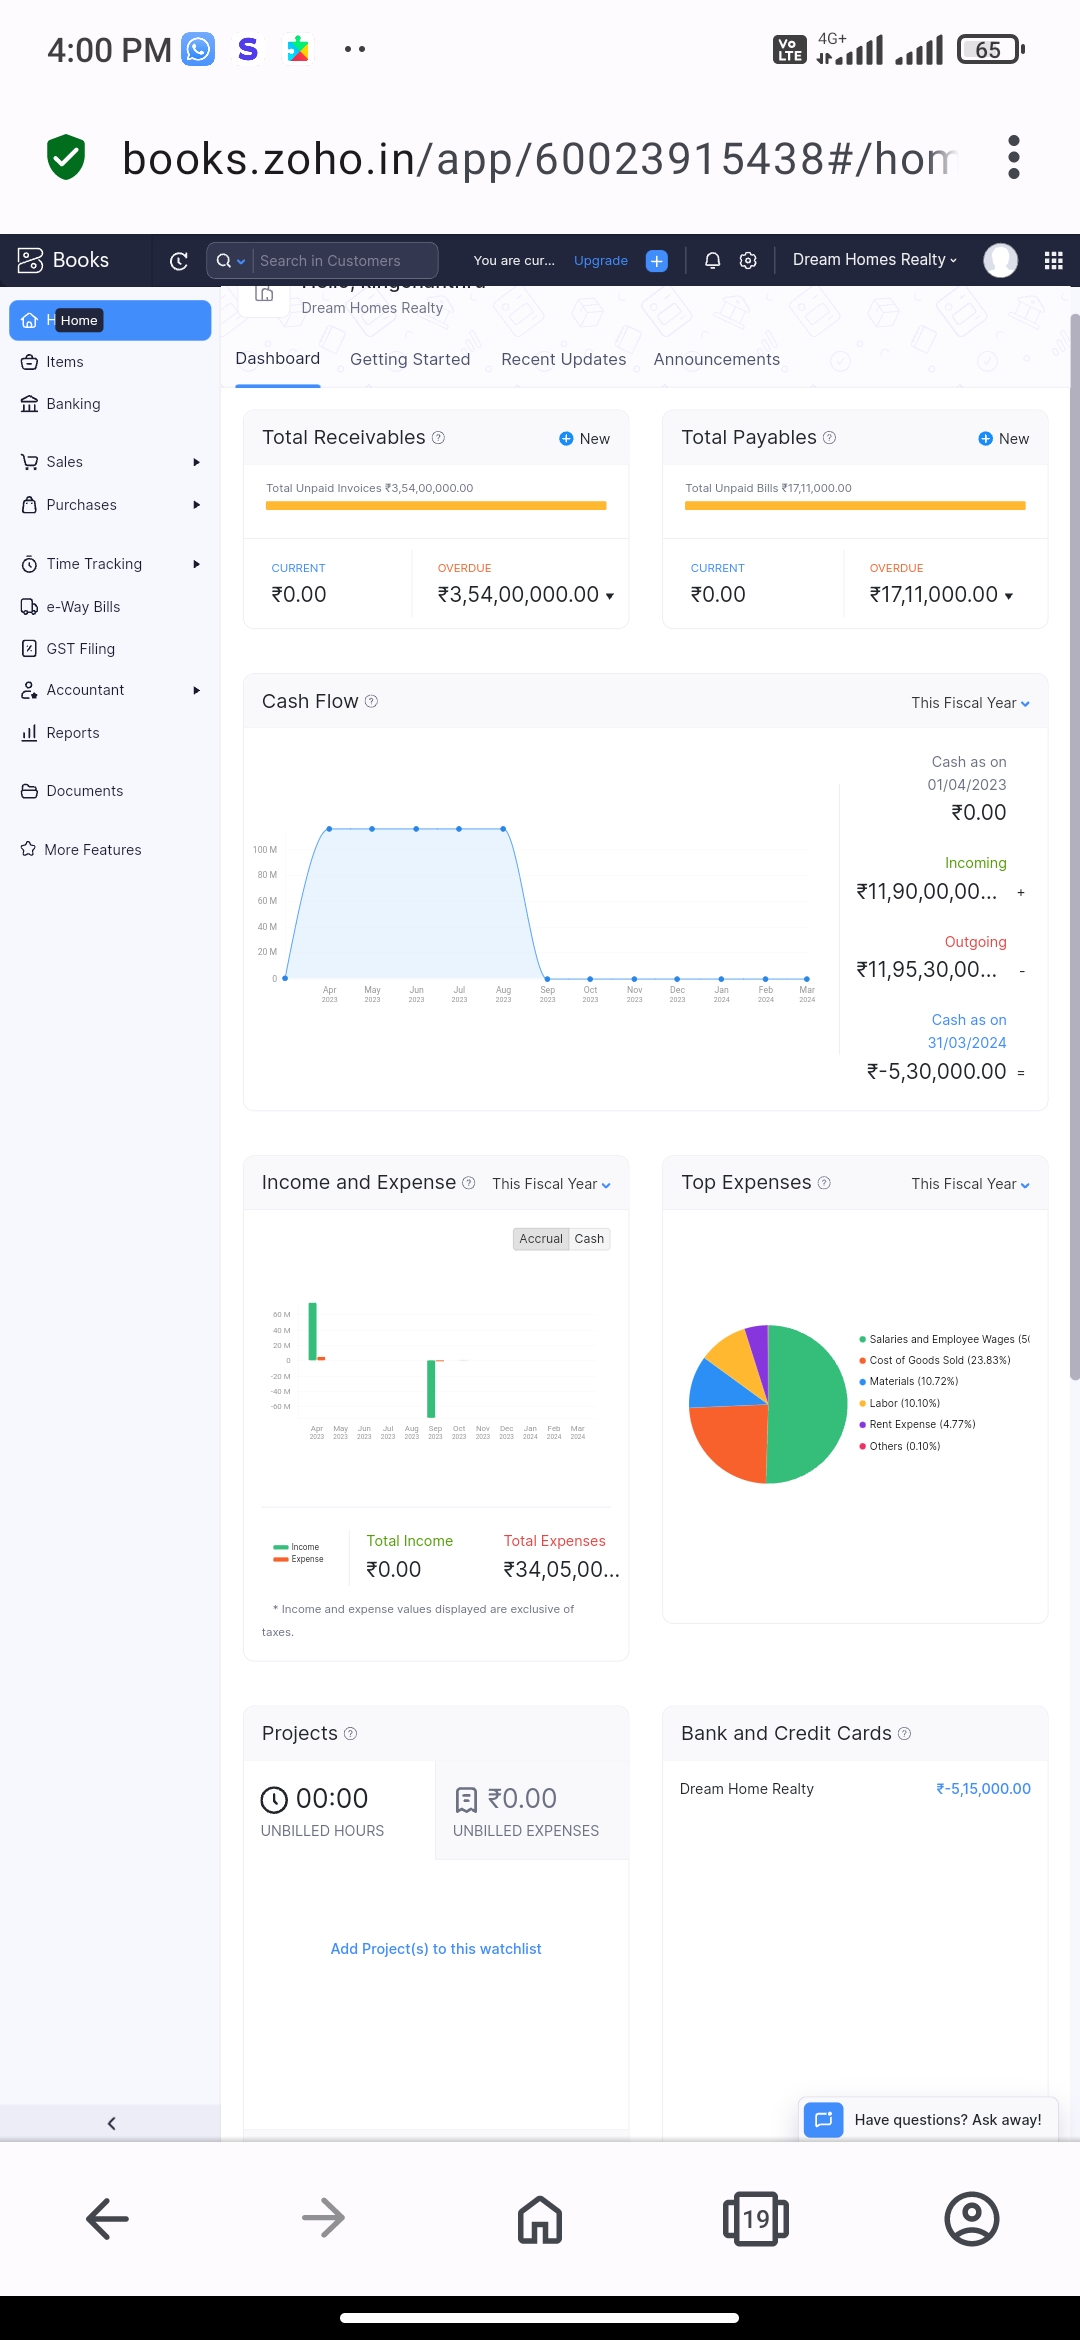 4:00 PM
Vo LTE
4G+
65
books.zoho.in/app/60023915438#/hom
Books
Search in Customers
You are cur...
Upgrade
Dream Homes Realty
Dream Homes Realty
Home
Items
Banking
Sales
Purchases
Time Tracking
e-Way Bills
GST Filing
Accountant
Reports
Documents
More Features
Dashboard
Getting Started
Recent Updates
Announcements
Total Receivables
New
Total Unpaid Invoices ₹3,54,00,000.00
CURRENT
₹0.00
OVERDUE
₹3,54,00,000.00
Total Payables
New
Total Unpaid Bills ₹17,11,000.00
CURRENT
₹0.00
OVERDUE
₹17,11,000.00
Cash Flow
This Fiscal Year
100 M
80 M
60 M
40 M
20 M
0
Apr 2023
May 2023
Jun 2023
Jul 2023
Aug 2023
Sep 2023
Oct 2023
Nov 2023
Dec 2023
Jan 2024
Feb 2024
Mar 2024
Cash as on
01/04/2023
₹0.00
Incoming
₹11,90,00,00... +
Outgoing
₹11,95,30,00... -
Cash as on
31/03/2024
₹-5,30,000.00 =
Income and Expense
This Fiscal Year
Accrual
Cash
60 M
40 M
20 M
0
-20 M
-40 M
-60 M
Apr 2023
May 2023
Jun 2023
Jul 2023
Aug 2023
Sep 2023
Oct 2023
Nov 2023
Dec 2023
Jan 2024
Feb 2024
Mar 2024
Income
Expense
Total Income
₹0.00
Total Expenses
₹34,05,00...
* Income and expense values displayed are exclusive of
taxes.
Top Expenses
This Fiscal Year
Salaries and Employee Wages (50
Cost of Goods Sold (23.83%)
Materials (10.72%)
Labor (10.10%)
Rent Expense (4.77%)
Others (0.10%)
Projects
00:00
UNBILLED HOURS
₹0.00
UNBILLED EXPENSES
Add Project(s) to this watchlist
Bank and Credit Cards
Dream Home Realty
₹-5,15,000.00
Have questions? Ask away!
19